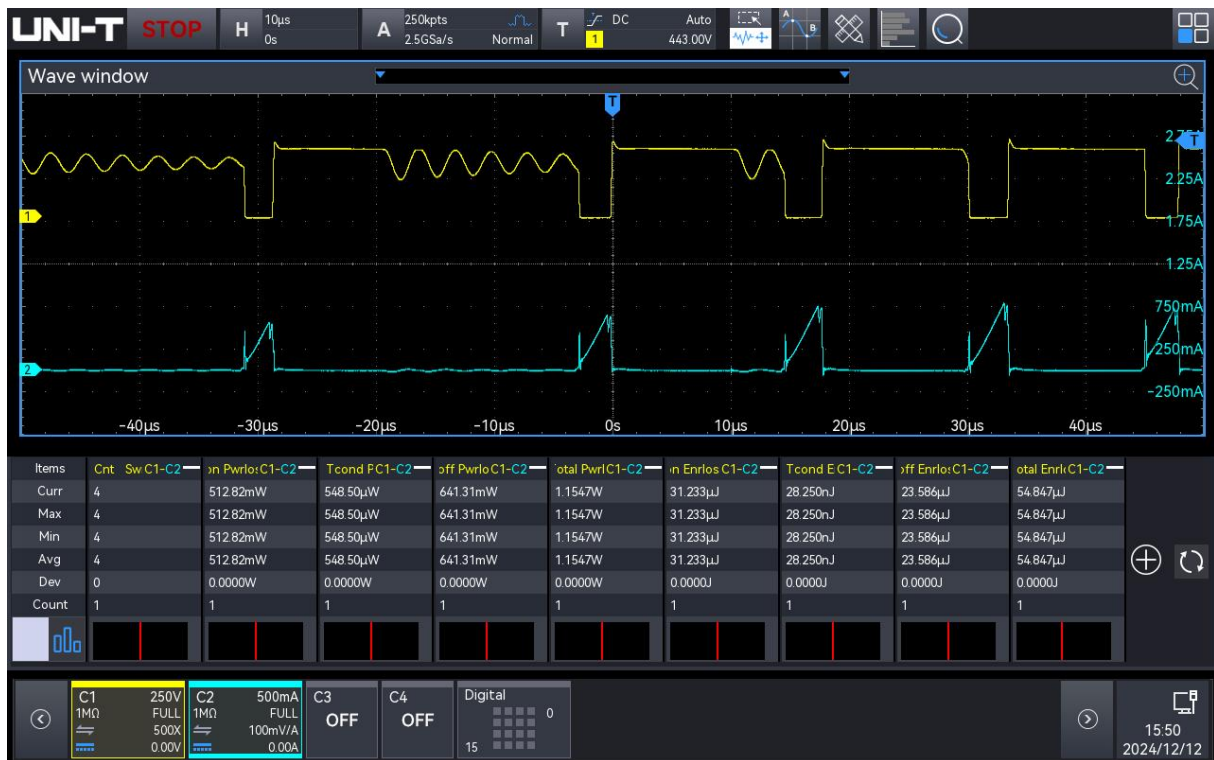 UNI-T STOP H 10µs 0s A 250kpts 2.5GSa/s Normal T DC 1 Auto 443.00V A B
Wave window
T
2.75A T
2.25A
1
1.75A
1.25A
750mA
250mA
2
-250mA
-40µs -30µs -20µs -10µs 0s 10µs 20µs 30µs 40µs
Items Cnt Sw C1-C2 on Pwrlos C1-C2 Tcond P C1-C2 off Pwrlo C1-C2 otal Pwrl C1-C2 on Enrlos C1-C2 Tcond E C1-C2 off Enrlos C1-C2 otal Enrl C1-C2
Curr 4 512.82mW 548.50µW 641.31mW 1.1547W 31.233µJ 28.250nJ 23.586µJ 54.847µJ
Max 4 512.82mW 548.50µW 641.31mW 1.1547W 31.233µJ 28.250nJ 23.586µJ 54.847µJ
Min 4 512.82mW 548.50µW 641.31mW 1.1547W 31.233µJ 28.250nJ 23.586µJ 54.847µJ
Avg 4 512.82mW 548.50µW 641.31mW 1.1547W 31.233µJ 28.250nJ 23.586µJ 54.847µJ
Dev 0 0.0000W 0.0000W 0.0000W 0.0000W 0.0000J 0.0000J 0.0000J 0.0000J
Count 1 1 1 1 1 1 1 1 1
C1 250V C2 500mA C3 C4 Digital
1MΩ FULL 1MΩ FULL OFF OFF 0
500X 100mV/A
0.00V 0.00A 15
15:50
2024/12/12